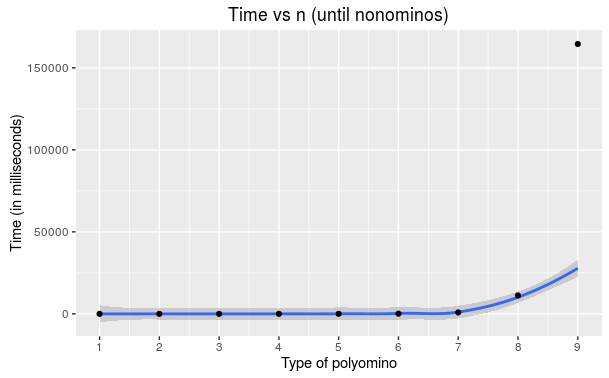 Time vs n (until nonominos)
Time (in milliseconds)
150000
100000
50000
0
1 2 3 4 5 6 7 8 9
Type of polyomino